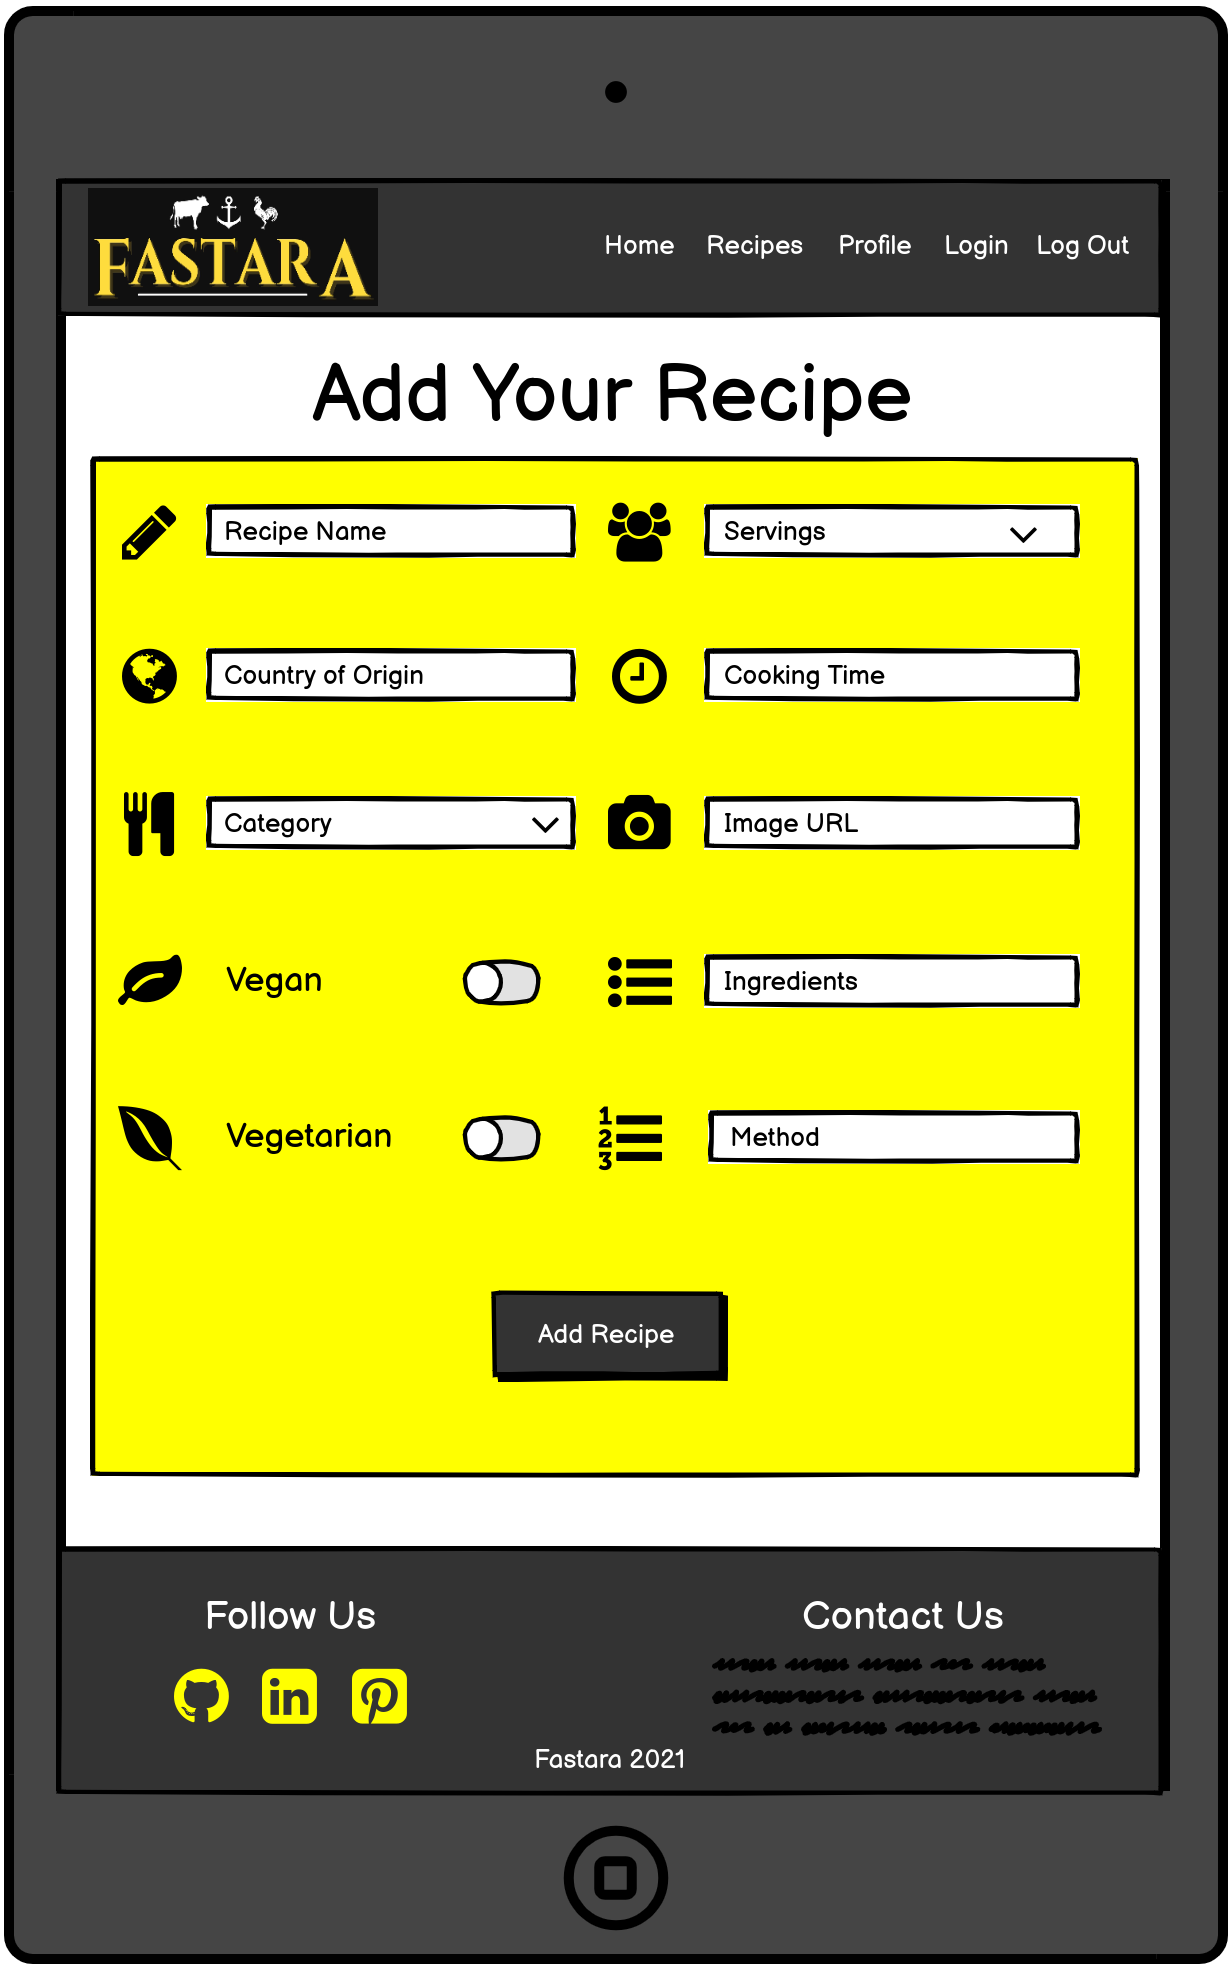 FASTARA
Home Recipes Profile Login Log Out
Add Your Recipe
Recipe Name
Servings
Country of Origin
Cooking Time
Category
Image URL
Vegan
Ingredients
Vegetarian
1
2
3
Method
Add Recipe
Follow Us
Contact Us
in
Fastara 2021